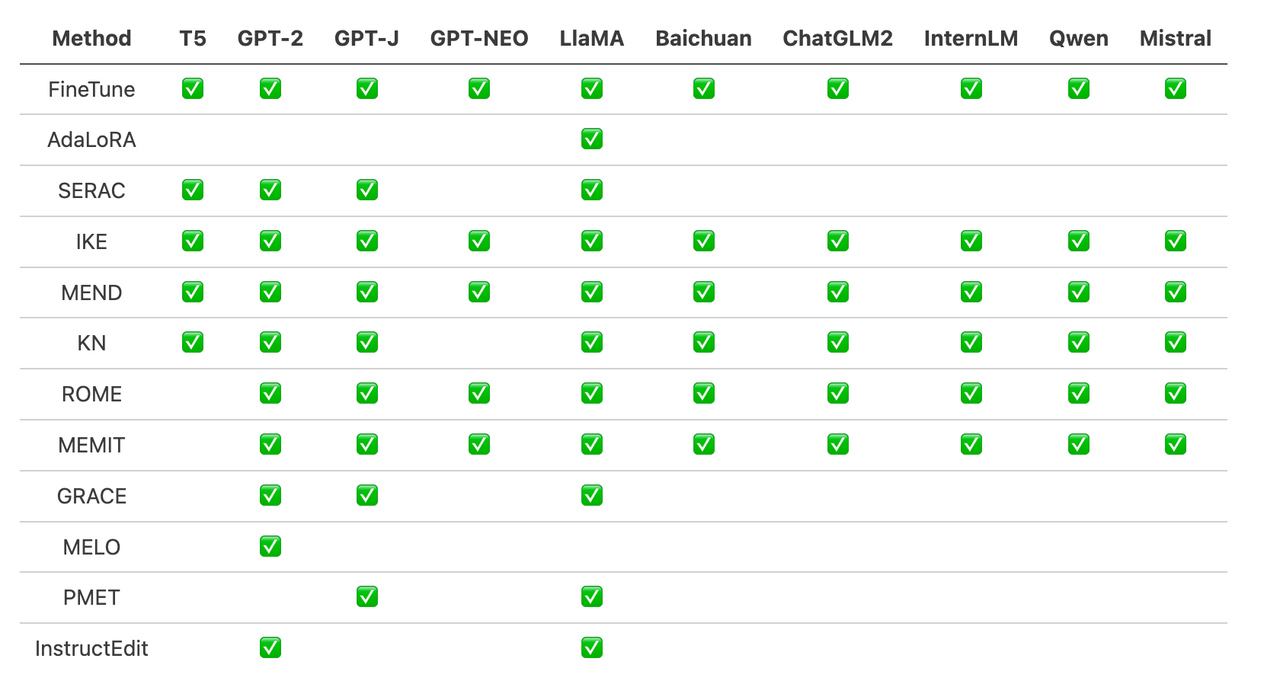 Method T5 GPT-2 GPT-J GPT-NEO LlaMA Baichuan ChatGLM2 InternLM Qwen Mistral
FineTune ✅ ✅ ✅ ✅ ✅ ✅ ✅ ✅ ✅ ✅
AdaLoRA ✅
SERAC ✅ ✅ ✅ ✅
IKE ✅ ✅ ✅ ✅ ✅ ✅ ✅ ✅ ✅ ✅
MEND ✅ ✅ ✅ ✅ ✅ ✅ ✅ ✅ ✅ ✅
KN ✅ ✅ ✅ ✅ ✅ ✅ ✅ ✅ ✅
ROME ✅ ✅ ✅ ✅ ✅ ✅ ✅ ✅ ✅
MEMIT ✅ ✅ ✅ ✅ ✅ ✅ ✅ ✅ ✅
GRACE ✅ ✅ ✅
MELO ✅
PMET ✅ ✅
InstructEdit ✅ ✅